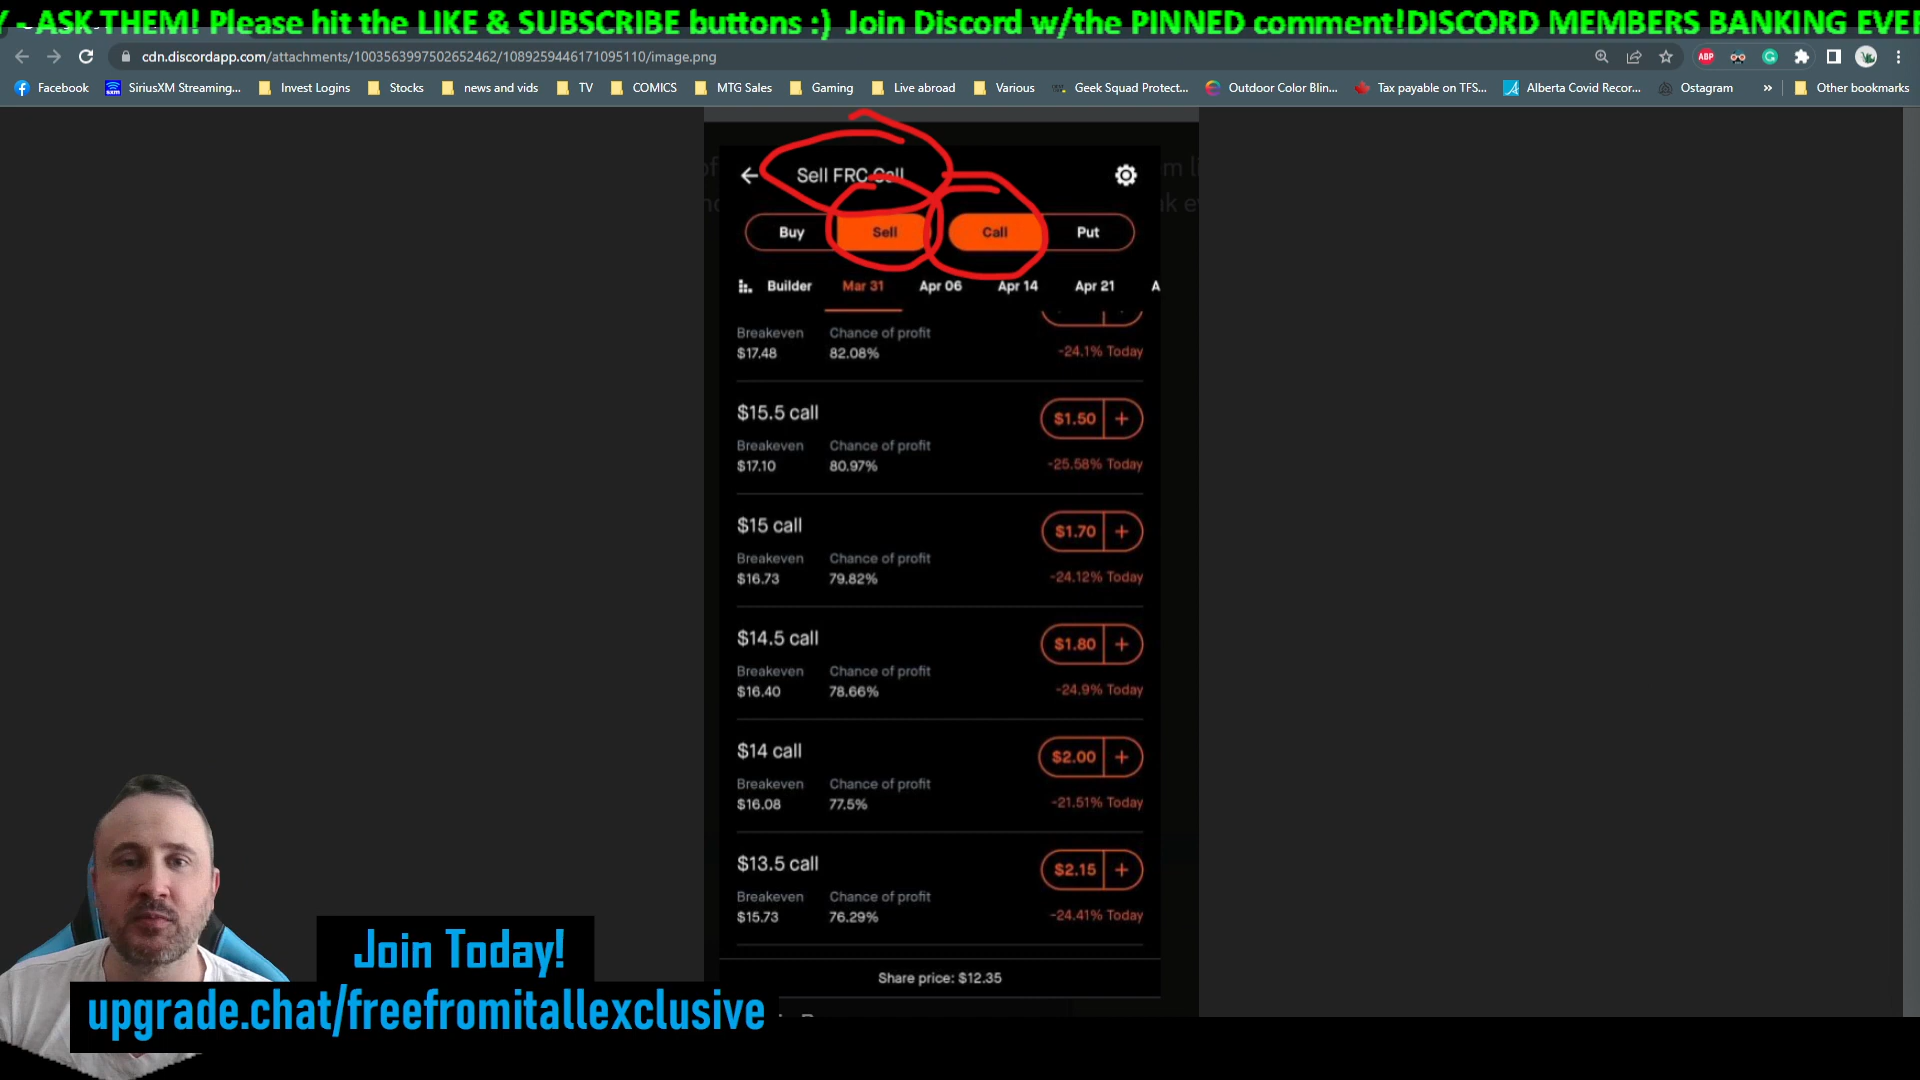 Y - ASK THEM! Please hit the LIKE & SUBSCRIBE buttons :) Join Discord w/the PINNED comment!DISCORD MEMBERS BANKING EVER
cdn.discordapp.com/attachments/1003563997502652462/1089259446171095110/image.png
ABP
Facebook SiriusXM Streaming... Invest Logins Stocks news and vids TV COMICS MTG Sales Gaming Live abroad Various Geek Squad Protect... Outdoor Color Blin... Tax payable on TFS... Alberta Covid Recor... Ostagram » Other bookmarks
Sell FRC Call
Buy Sell Call Put
Builder Mar 31 Apr 06 Apr 14 Apr 21 A
Breakeven Chance of profit
$17.48 82.08% -24.1% Today
$15.5 call $1.50 +
Breakeven Chance of profit
$17.10 80.97% -25.58% Today
$15 call $1.70 +
Breakeven Chance of profit
$16.73 79.82% -24.12% Today
$14.5 call $1.80 +
Breakeven Chance of profit
$16.40 78.66% -24.9% Today
$14 call $2.00 +
Breakeven Chance of profit
$16.08 77.5% -21.51% Today
$13.5 call $2.15 +
Breakeven Chance of profit
$15.73 76.29% -24.41% Today
Share price: $12.35
Join Today!
upgrade.chat/freefromitallexclusive